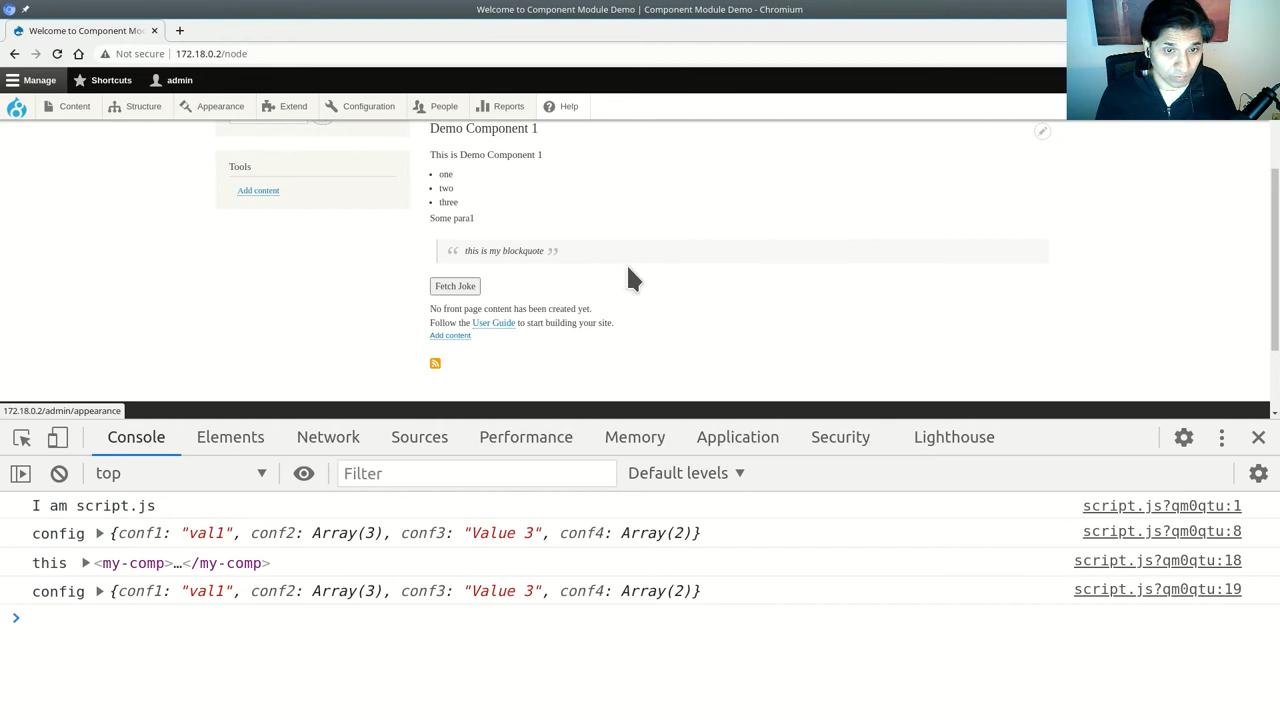 Welcome to Component Module Demo | Component Module Demo - Chromium
Welcome to Component Mo
Not secure | 172.18.0.2/node
Manage Shortcuts admin
Content Structure Appearance Extend Configuration People Reports Help
Demo Component 1
This is Demo Component 1
Tools
one
Add content
two
three
Some para1
“ this is my blockquote ”
Fetch Joke
No front page content has been created yet.
Follow the User Guide to start building your site.
Add content
172.18.0.2/admin/appearance
Console Elements Network Sources Performance Memory Application Security Lighthouse
top Filter Default levels
I am script.js script.js?qm0qtu:1
config {conf1: "val1", conf2: Array(3), conf3: "Value 3", conf4: Array(2)} script.js?qm0qtu:8
this <my-comp>…</my-comp> script.js?qm0qtu:18
config {conf1: "val1", conf2: Array(3), conf3: "Value 3", conf4: Array(2)} script.js?qm0qtu:19